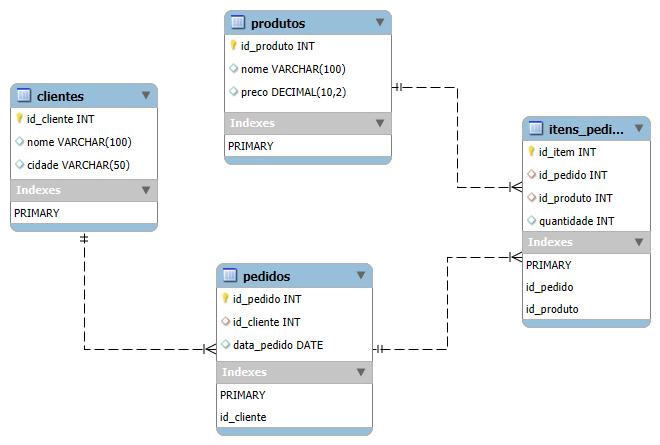 produtos
id_produto INT
nome VARCHAR(100)
preco DECIMAL(10,2)
Indexes
PRIMARY
clientes
id_cliente INT
nome VARCHAR(100)
cidade VARCHAR(50)
Indexes
PRIMARY
itens_pedi...
id_item INT
id_pedido INT
id_produto INT
quantidade INT
Indexes
PRIMARY
id_pedido
id_produto
pedidos
id_pedido INT
id_cliente INT
data_pedido DATE
Indexes
PRIMARY
id_cliente